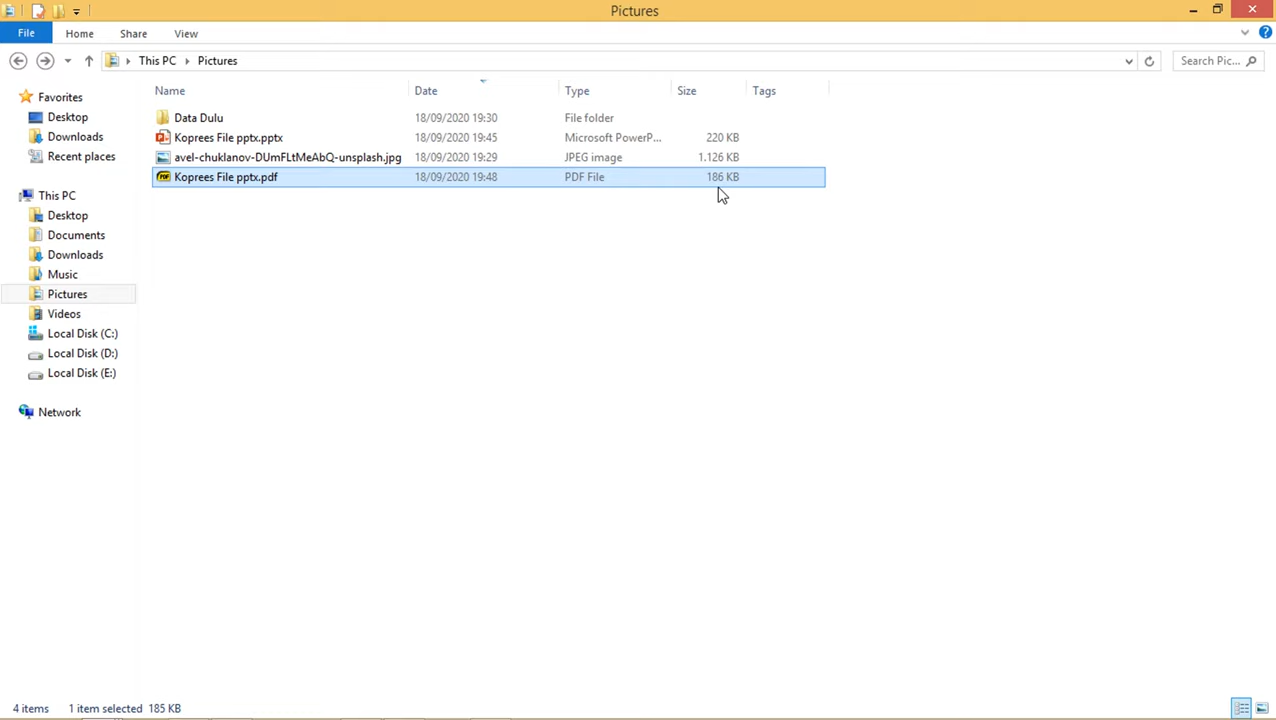 Pictures
File Home Share View
This PC Pictures Search Pic...
Name Date Type Size Tags
Favorites
Desktop
Downloads
Recent places
This PC
Desktop
Documents
Downloads
Music
Pictures
Videos
Local Disk (C:)
Local Disk (D:)
Local Disk (E:)
Network
Data Dulu 18/09/2020 19:30 File folder
Koprees File pptx.pptx 18/09/2020 19:45 Microsoft PowerP... 220 KB
avel-chuklanov-DUmFLtMeAbQ-unsplash.jpg 18/09/2020 19:29 JPEG image 1.126 KB
Koprees File pptx.pdf 18/09/2020 19:48 PDF File 186 KB
4 items 1 item selected 185 KB